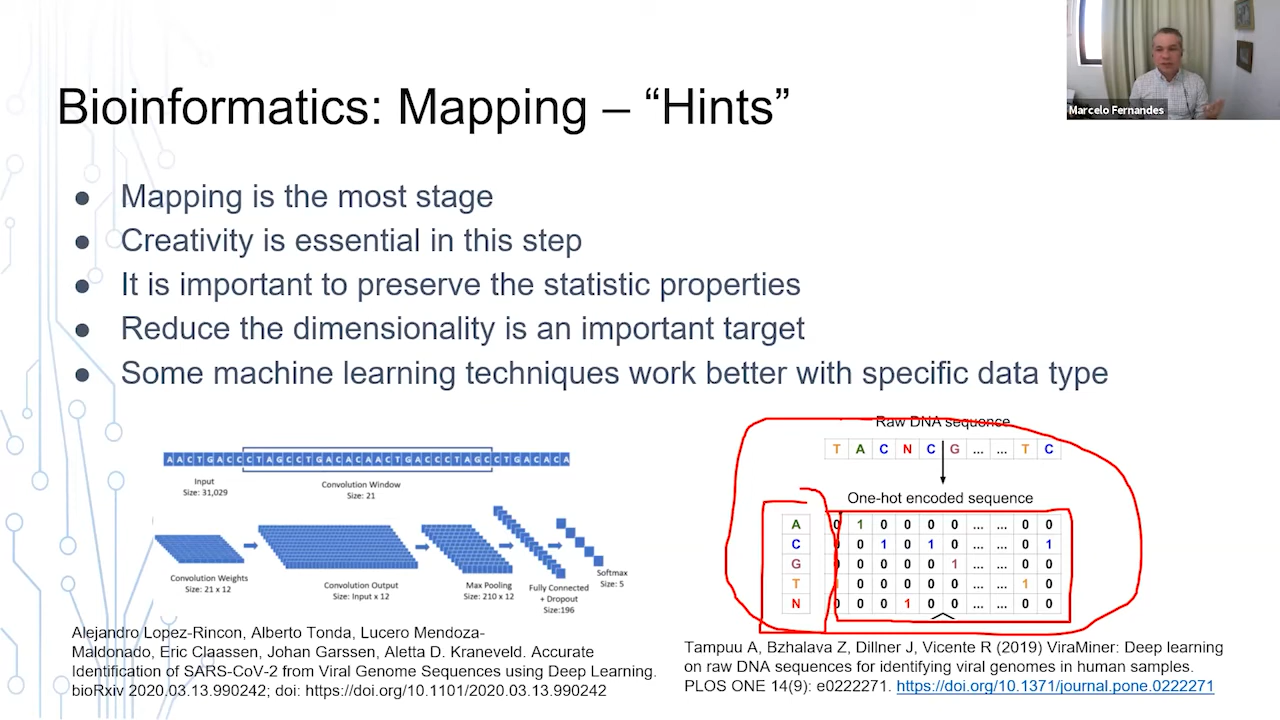 Marcelo Fernandes
Bioinformatics: Mapping – “Hints”
● Mapping is the most stage
● Creativity is essential in this step
● It is important to preserve the statistic properties
● Reduce the dimensionality is an important target
● Some machine learning techniques work better with specific data type
AACTGACCCTAGCCTGACACAACTGACCCTAGCCTGACACA
Input
Size: 31,029
Convolution Window
Size: 21
Convolution Weights
Size: 21 x 12
Convolution Output
Size: Input x 12
Max Pooling
Size: 210 x 12
Fully Connected
+ Dropout
Size:196
Softmax
Size: 5
Alejandro Lopez-Rincon, Alberto Tonda, Lucero Mendoza-
Maldonado, Eric Claassen, Johan Garssen, Aletta D. Kraneveld. Accurate
Identification of SARS-CoV-2 from Viral Genome Sequences using Deep Learning.
bioRxiv 2020.03.13.990242; doi: https://doi.org/10.1101/2020.03.13.990242
Raw DNA sequence
T A C N C G ... ... T C
One-hot encoded sequence
A 0 1 0 0 0 0 ... ... 0 0
C 0 0 1 0 1 0 ... ... 0 1
G 0 0 0 0 0 1 ... ... 0 0
T 0 0 0 0 0 ... ... 1 0
N 0 0 0 1 0 0 ... ... 0 0
Tampuu A, Bzhalava Z, Dillner J, Vicente R (2019) ViraMiner: Deep learning
on raw DNA sequences for identifying viral genomes in human samples.
PLOS ONE 14(9): e0222271. https://doi.org/10.1371/journal.pone.0222271